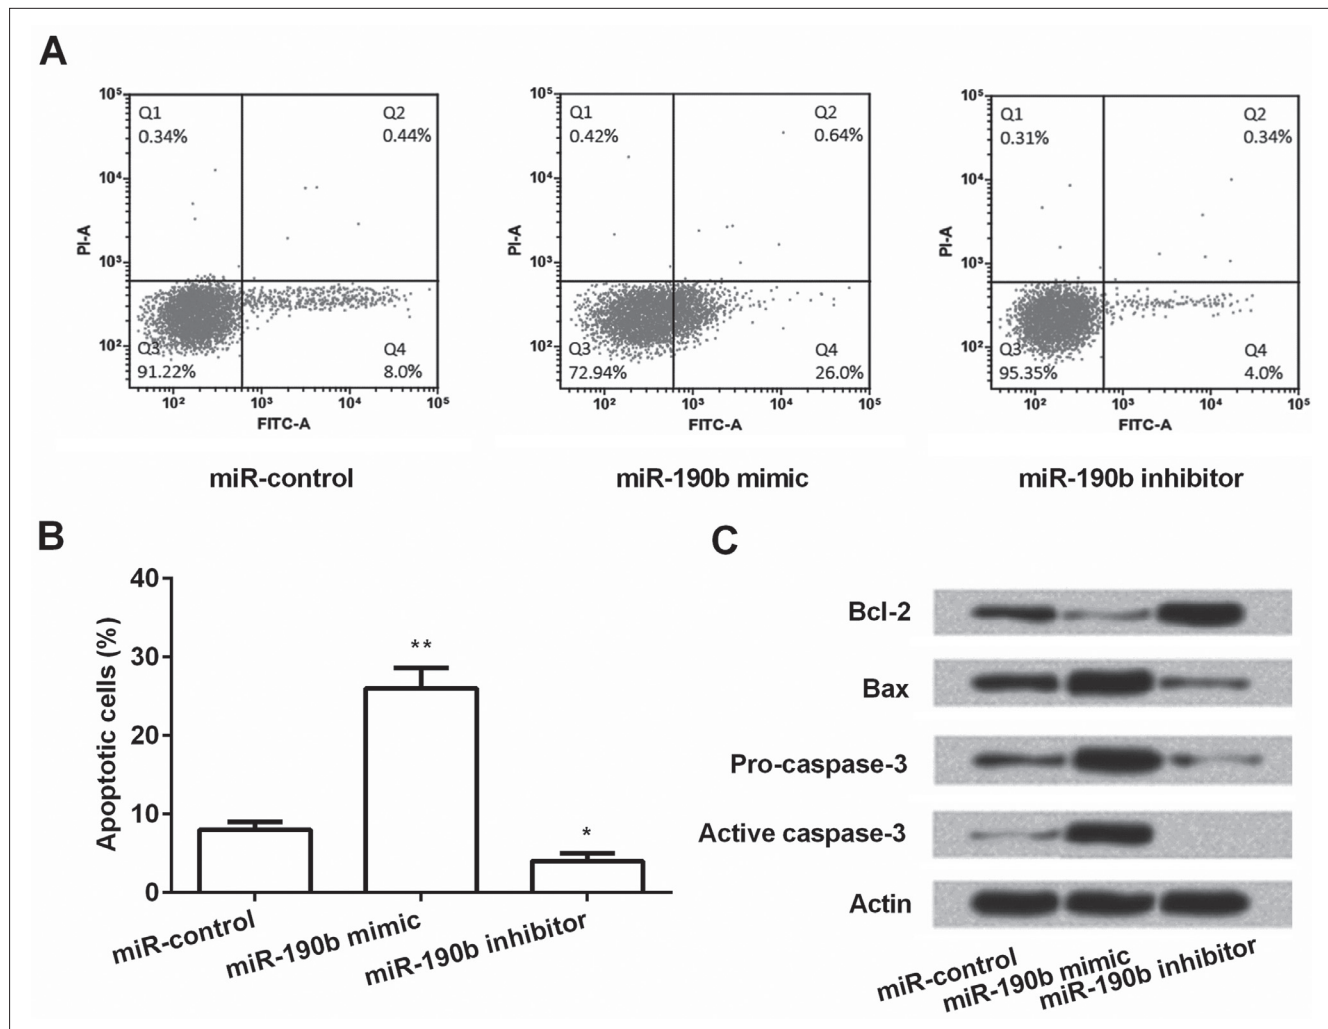 A
10⁵
10⁴
10³
10²
PI-A
Q1
0.34%
Q2
0.44%
Q3
91.22%
Q4
8.0%
10² 10³ 10⁴ 10⁵
FITC-A
miR-control
10⁵
10⁴
10³
10²
PI-A
Q1
0.42%
Q2
0.64%
Q3
72.94%
Q4
26.0%
10² 10³ 10⁴ 10⁵
FITC-A
miR-190b mimic
10⁵
10⁴
10³
10²
PI-A
Q1
0.31%
Q2
0.34%
Q3
95.35%
Q4
4.0%
10² 10³ 10⁴ 10⁵
FITC-A
miR-190b inhibitor
B
Apoptotic cells (%)
40
30
20
10
0
**
*
miR-control
miR-190b mimic
miR-190b inhibitor
C
Bcl-2
Bax
Pro-caspase-3
Active caspase-3
Actin
miR-control
miR-190b mimic
miR-190b inhibitor